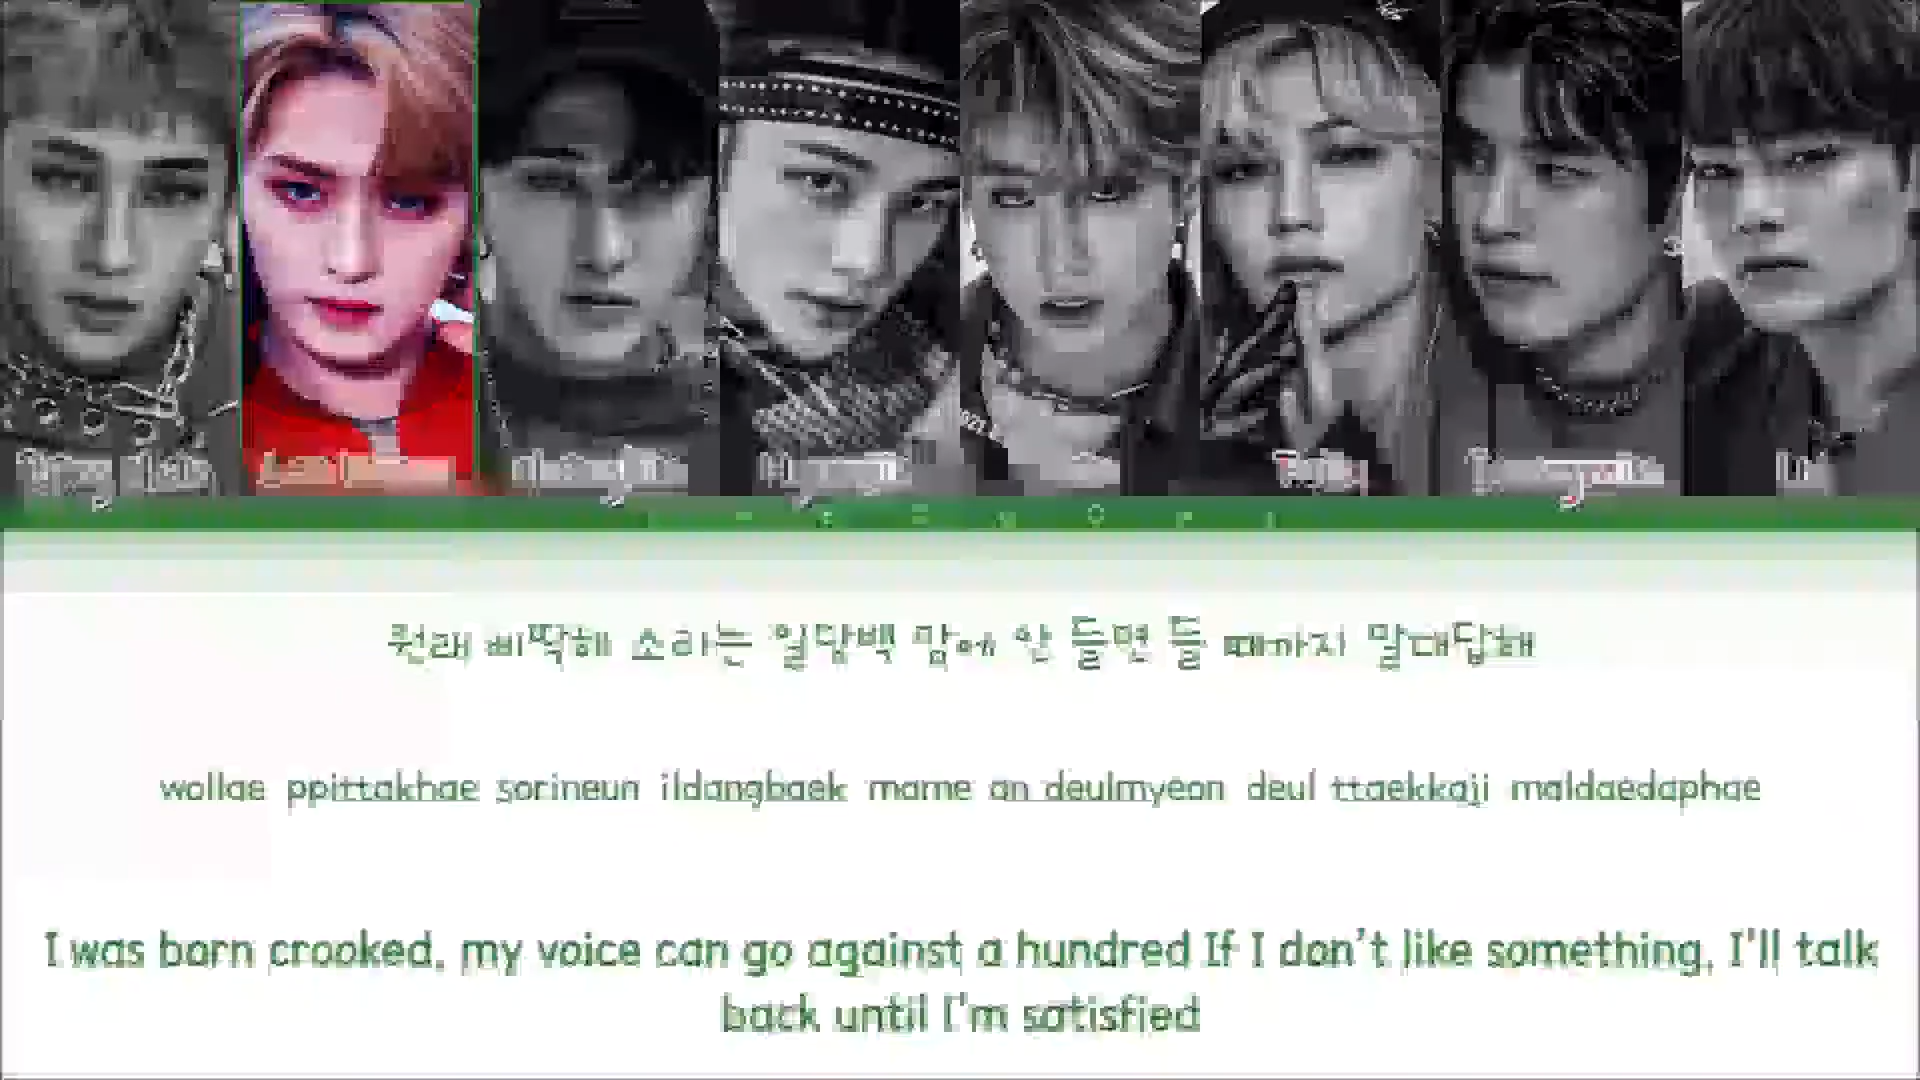 2021
원래 삐딱해 소리는 일당백 맘에 안 들면 들 때까지 말대답해
wollae ppittakhae sorineun ildangbaek mame an deulmyeon deul ttaekkaji maldaedaphae
I was born crooked, my voice can go against a hundred If I don't like something, I'll talk
back until I'm satisfied